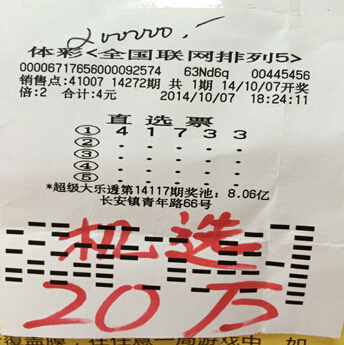 200000.-
体彩<全国联网排列5>
00006717656000092574 63Nd6q 00445456
销售点:41007 14272期 共1期 14/10/07开奖
倍:2 合计:4元 2014/10/07 18:24:11
直选票
① 4 1 7 3 3
② · · · · ·
③ · · · · ·
④ · · · · ·
⑤ · · · · ·
*超级大乐透第14117期奖池：8.06亿
长安镇青年路66号
机选
20万